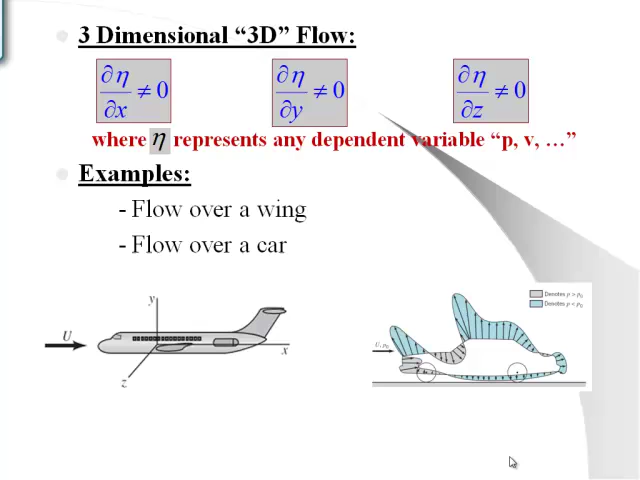 3 Dimensional “3D” Flow:
∂η/∂x ≠ 0 ∂η/∂y ≠ 0 ∂η/∂z ≠ 0
where η represents any dependent variable “p, v, …”
Examples:
- Flow over a wing
- Flow over a car
y
U
x
z
Denotes p > p₀
Denotes p < p₀
U, p₀